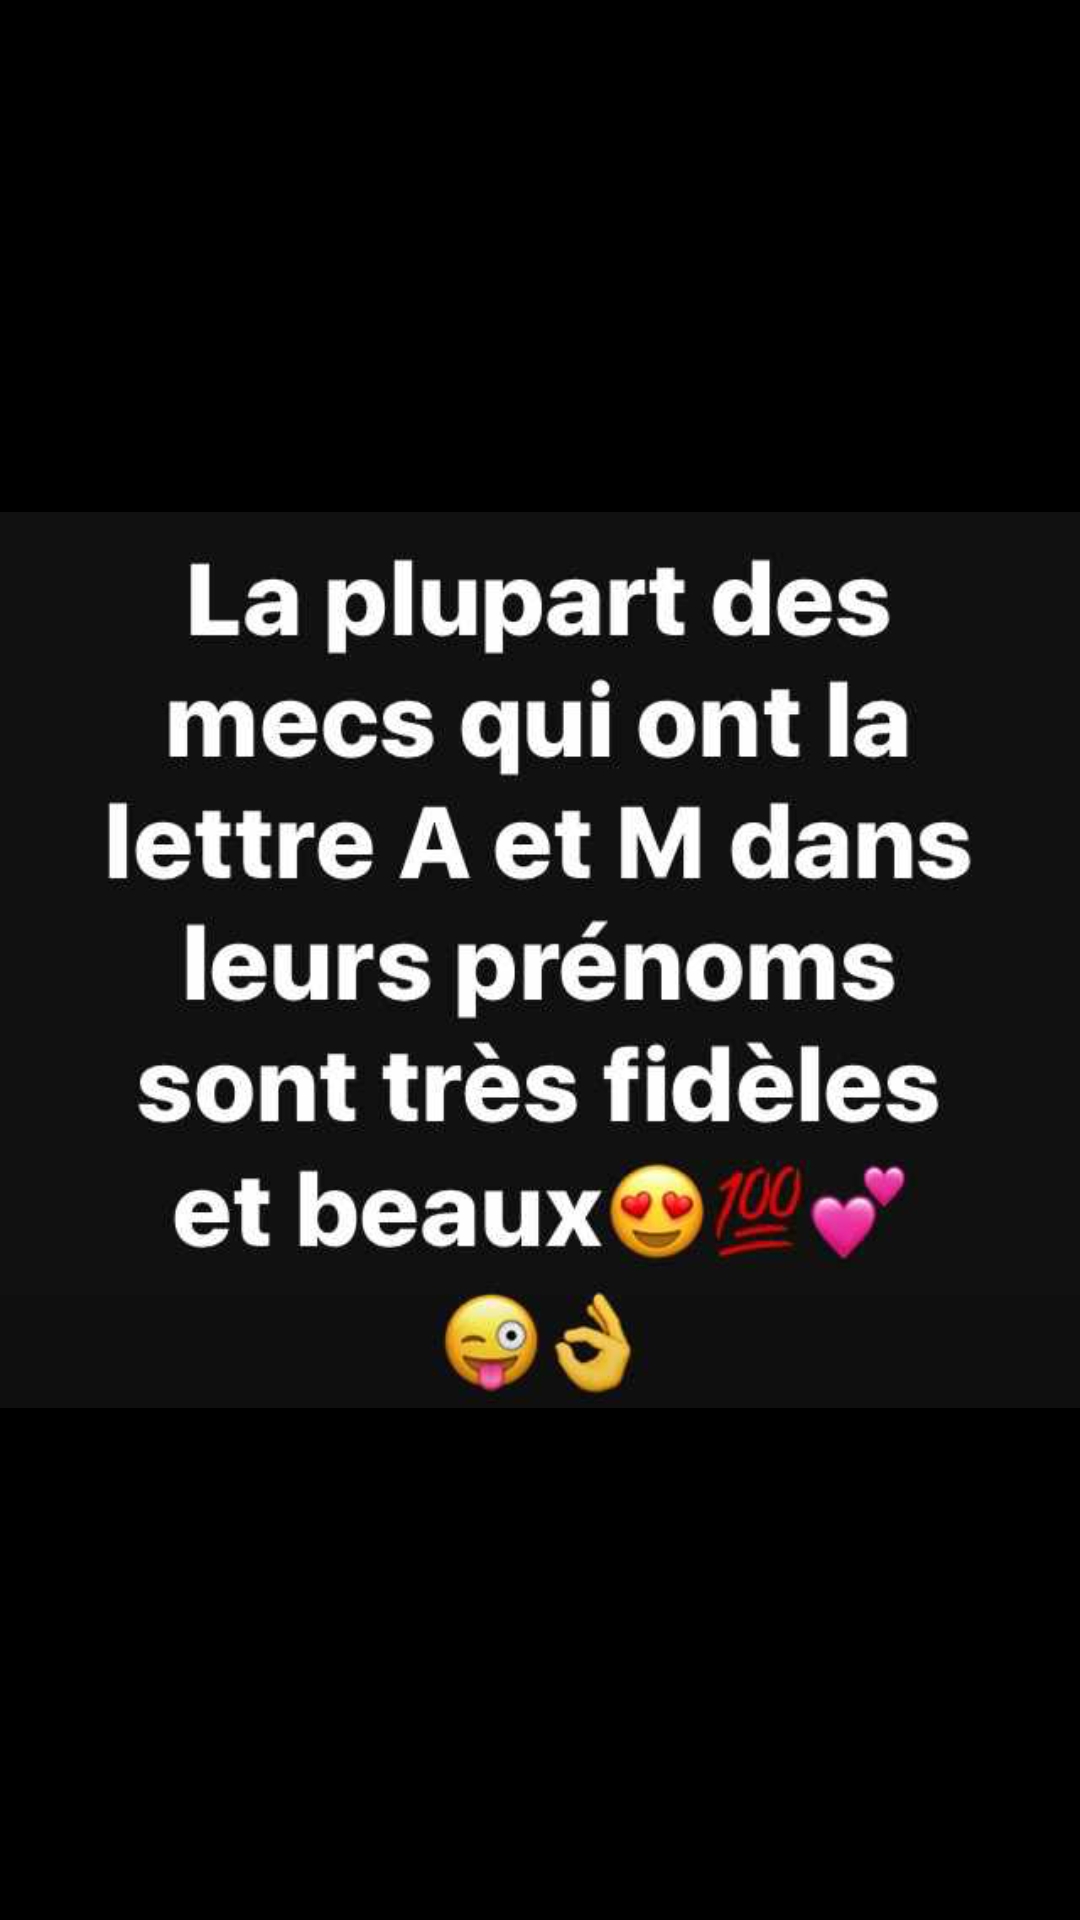 La plupart des
mecs qui ont la
lettre A et M dans
leurs prénoms
sont très fidèles
et beaux😍💯💕
😜👌